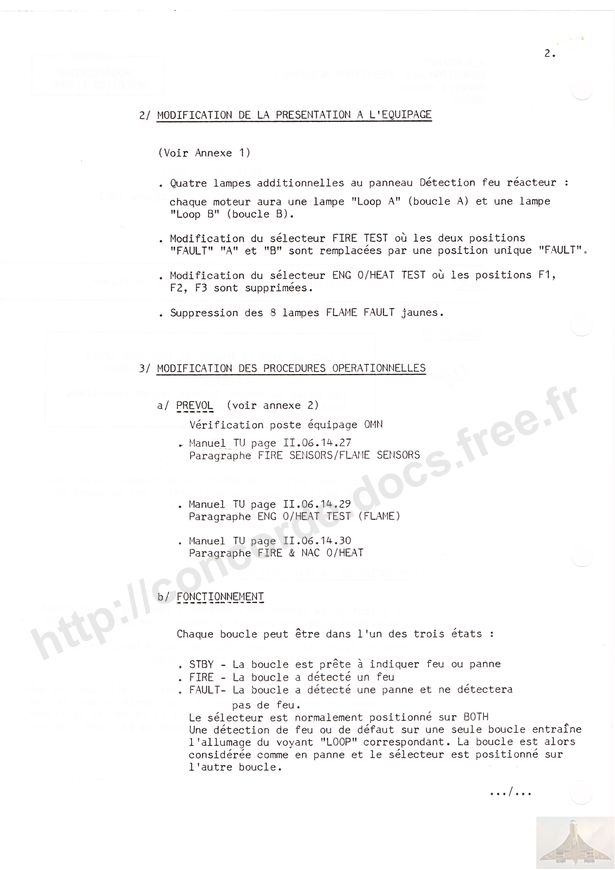 2.
2/ MODIFICATION DE LA PRESENTATION A L'EQUIPAGE
(Voir Annexe 1)
. Quatre lampes additionnelles au panneau Détection feu réacteur :
chaque moteur aura une lampe "Loop A" (boucle A) et une lampe
"Loop B" (boucle B).
. Modification du sélecteur FIRE TEST où les deux positions
"FAULT" "A" et "B" sont remplacées par une position unique "FAULT".
. Modification du sélecteur ENG O/HEAT TEST où les positions F1,
F2, F3 sont supprimées.
. Suppression des 8 lampes FLAME FAULT jaunes.
3/ MODIFICATION DES PROCEDURES OPERATIONNELLES
a/ PREVOL (voir annexe 2)
Vérification poste équipage OMN
. Manuel TU page II.06.14.27
Paragraphe FIRE SENSORS/FLAME SENSORS
. Manuel TU page II.06.14.29
Paragraphe ENG O/HEAT TEST (FLAME)
. Manuel TU page II.06.14.30
Paragraphe FIRE & NAC O/HEAT
b/ FONCTIONNEMENT
Chaque boucle peut être dans l'un des trois états :
. STBY - La boucle est prête à indiquer feu ou panne
. FIRE - La boucle a détecté un feu
. FAULT- La boucle a détecté une panne et ne détectera
pas de feu.
Le sélecteur est normalement positionné sur BOTH
Une détection de feu ou de défaut sur une seule boucle entraîne
l'allumage du voyant "LOOP" correspondant. La boucle est alors
considérée comme en panne et le sélecteur est positionné sur
l'autre boucle.
.../...
http://concorde.docs.free.fr